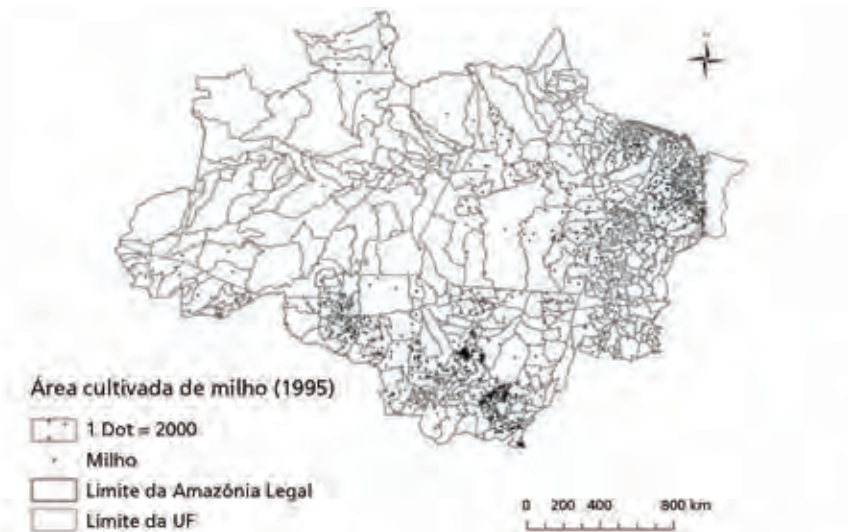 Área cultivada de milho (1995)
1 Dot = 2000
Milho
Limite da Amazônia Legal
Limite da UF
0 200 400 800 km